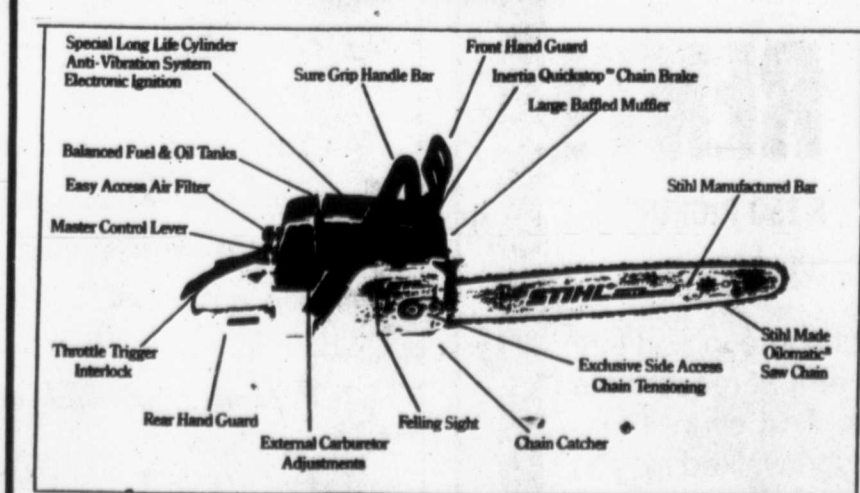 Special Long Life Cylinder
Anti-Vibration System
Electronic Ignition
Sure Grip Handle Bar
Front Hand Guard
Inertia Quickstop™ Chain Brake
Large Baffled Muffler
Balanced Fuel & Oil Tanks
Easy Access Air Filter
Master Control Lever
Stihl Manufactured Bar
STIHL
Throttle Trigger
Interlock
Rear Hand Guard
External Carburetor
Adjustments
Felling Sight
Chain Catcher
Exclusive Side Access
Chain Tensioning
Stihl Made
Oilomatic®
Saw Chain